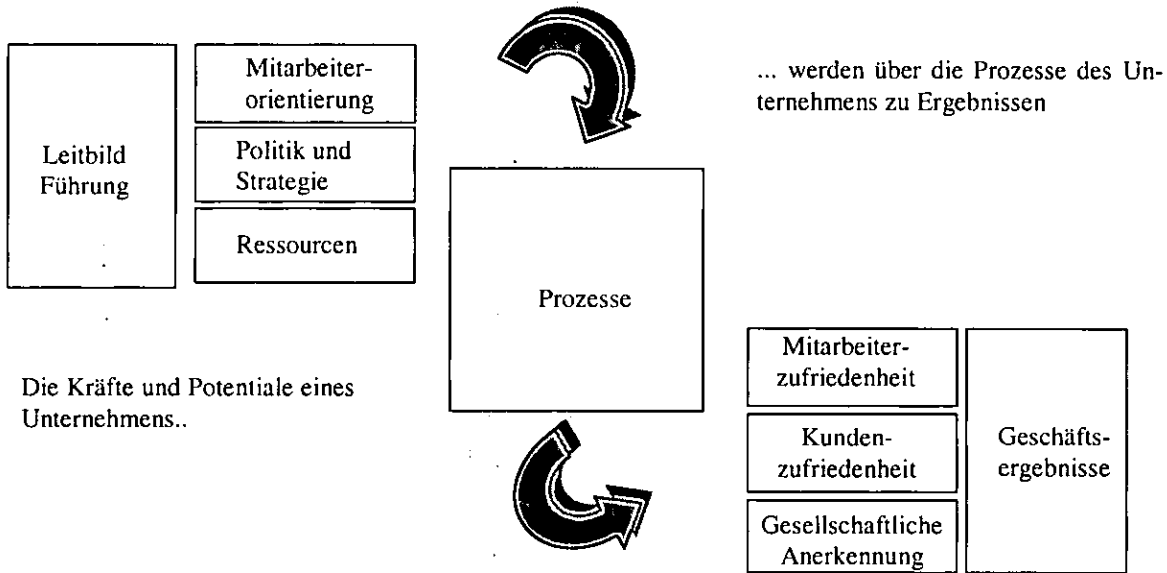 Leitbild
Führung
Mitarbeiter-
orientierung
Politik und
Strategie
Ressourcen
Die Kräfte und Potentiale eines
Unternehmens..
Prozesse
... werden über die Prozesse des Un-
ternehmens zu Ergebnissen
Mitarbeiter-
zufriedenheit
Kunden-
zufriedenheit
Gesellschaftliche
Anerkennung
Geschäfts-
ergebnisse